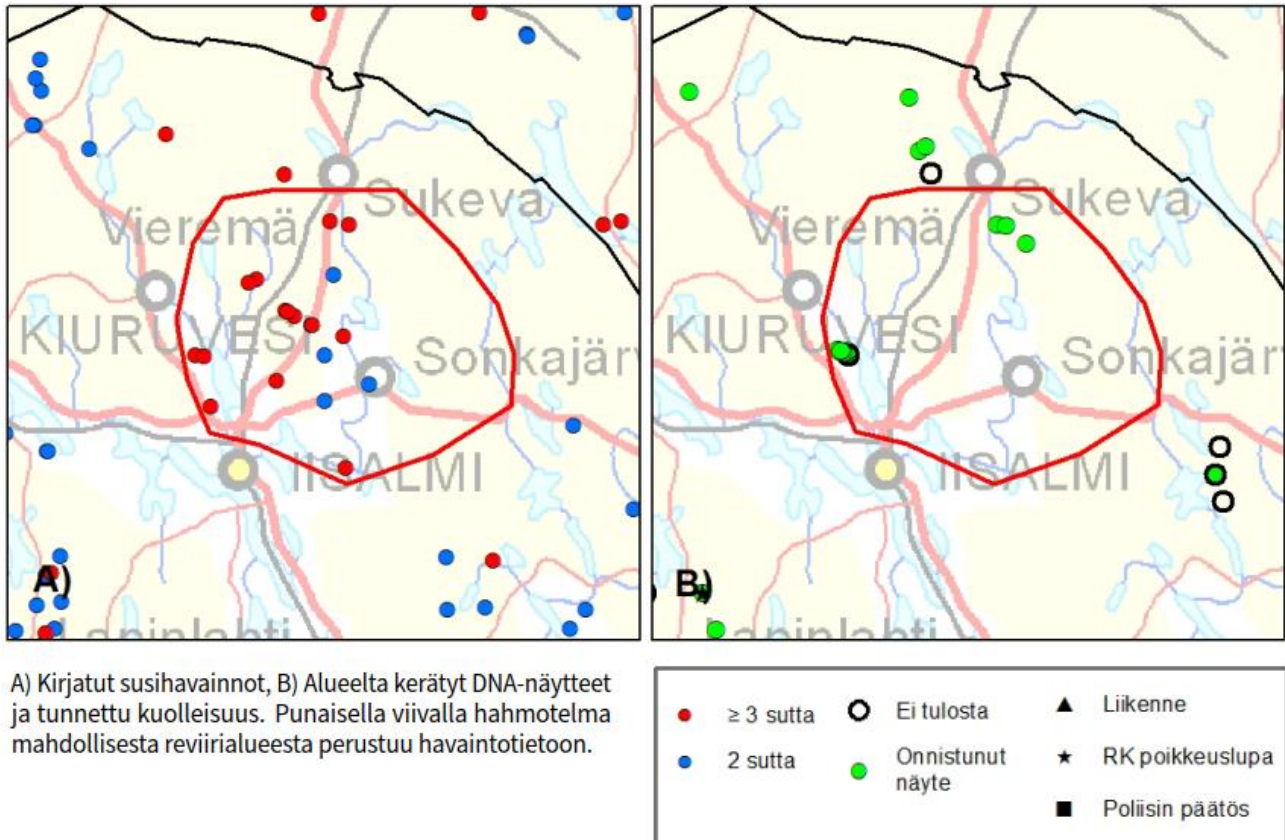 Sukeva
Vieremä
KIURUVESI
Sonkajärv
IISALMI
A)
Lapinlahti
Sukeva
Vieremä
KIURUVESI
Sonkajärv
IISALMI
B)
Lapinlahti
A) Kirjatut susihavainnot, B) Alueelta kerätyt DNA-näytteet
ja tunnettu kuolleisuus. Punaisella viivalla hahmotelma
mahdollisesta reviirialueesta perustuu havaintotietoon.
≥ 3 sutta
2 sutta
Ei tulosta
Onnistunut
näyte
Liikenne
RK poikkeuslupa
Poliisin päätös